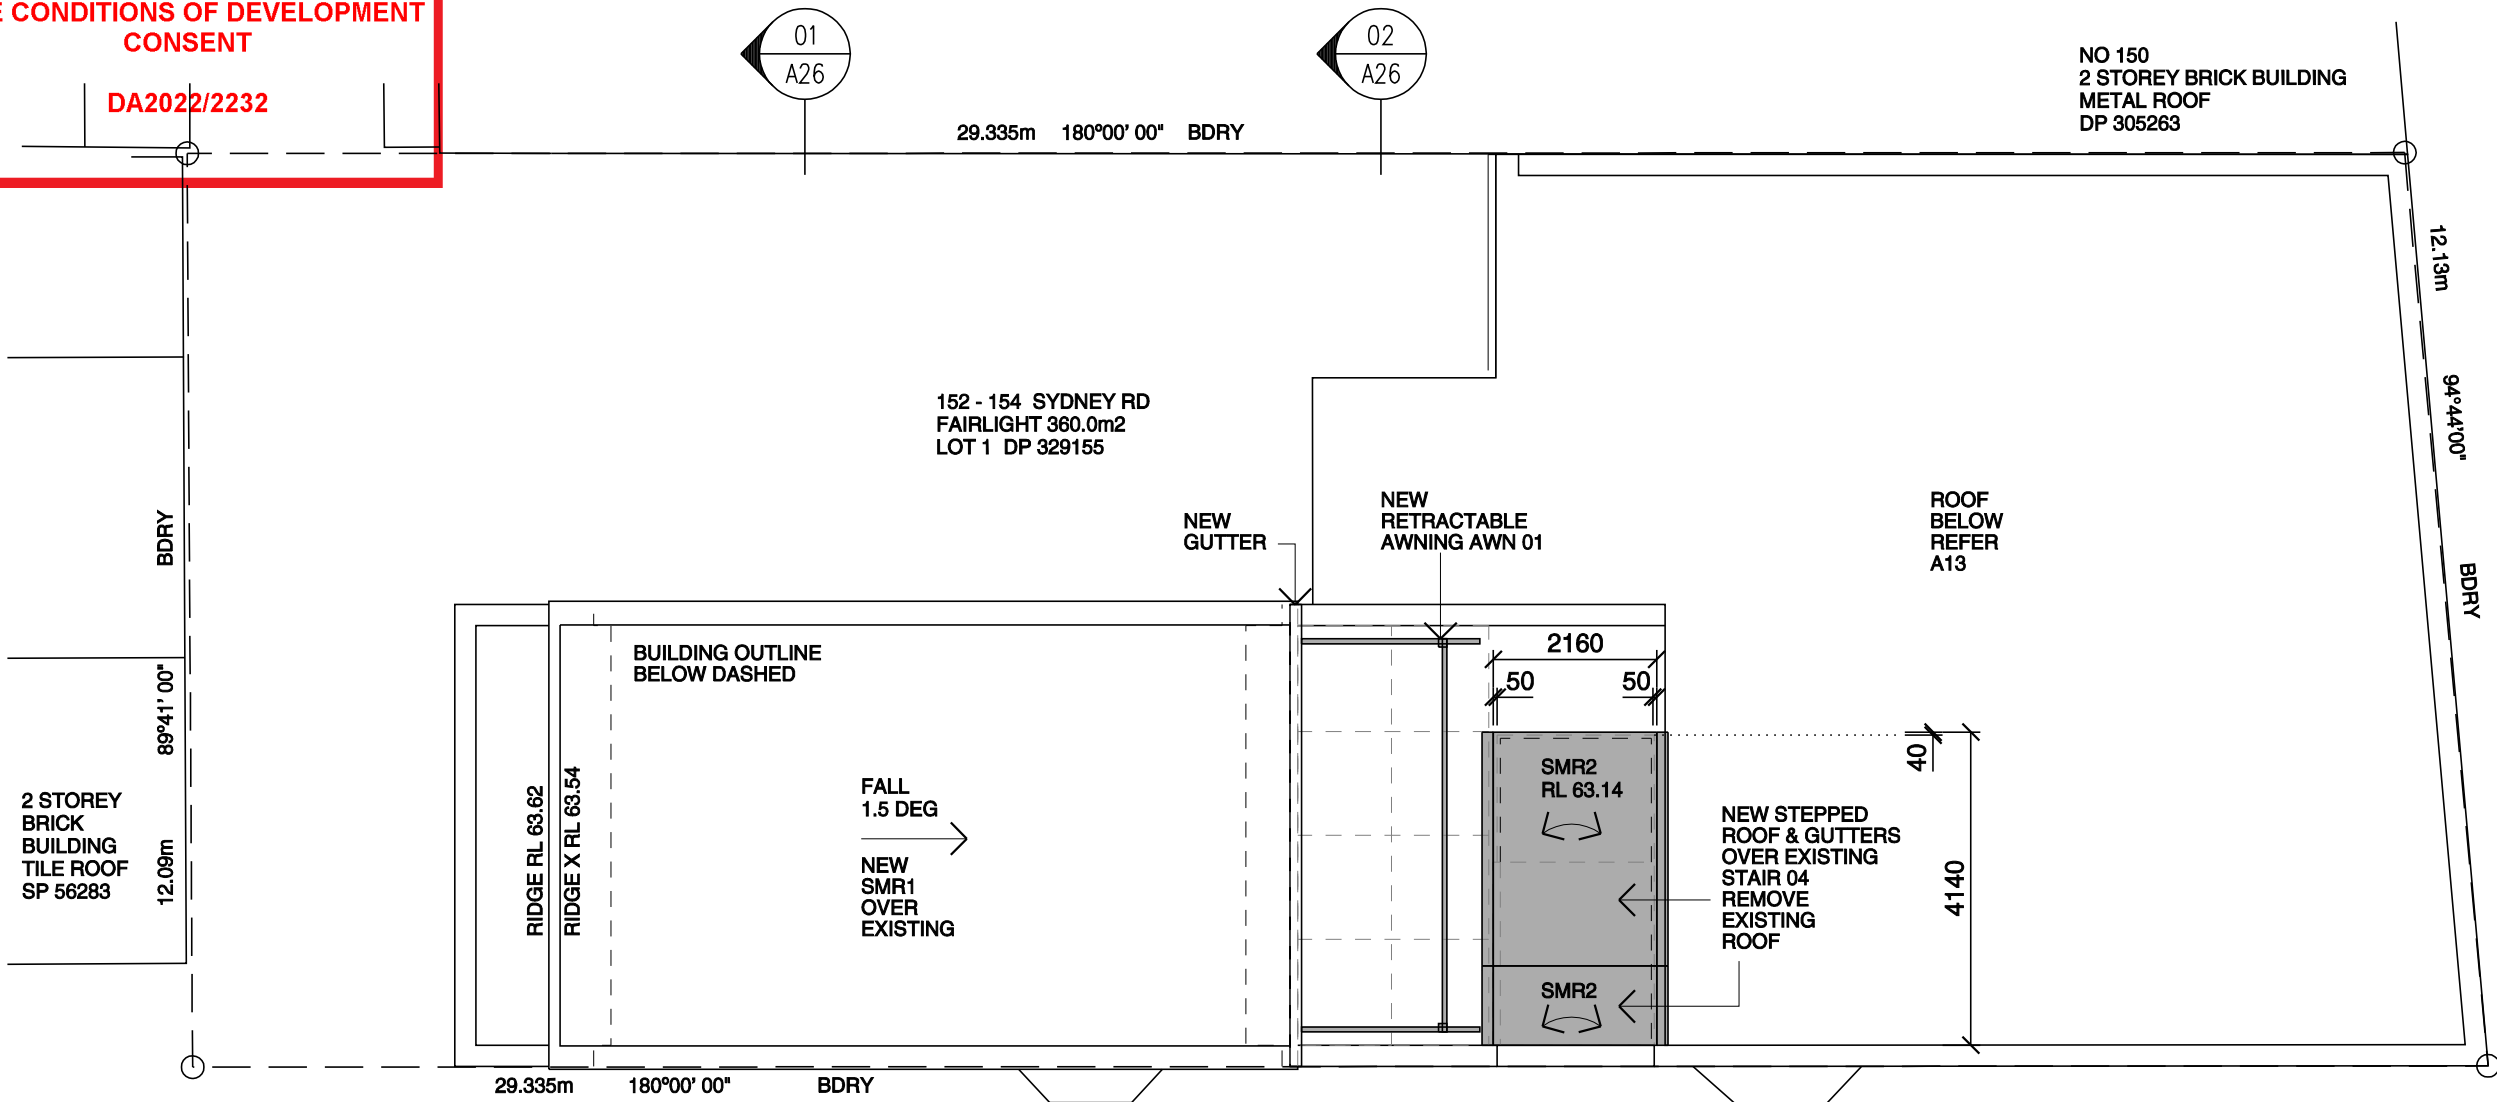 CONDITIONS OF DEVELOPMENT
CONSENT
DA2022/2232
01
A26
02
A26
NO 150
2 STOREY BRICK BUILDING
METAL ROOF
DP 305263
29.335m 180°00' 00" BDRY
12.13m
94°44'00"
BDRY
152 - 154 SYDNEY RD
FAIRLIGHT 360.0m2
LOT 1 DP 329155
NEW
GUTTER
NEW
RETRACTABLE
AWNING AWN 01
ROOF
BELOW
REFER
A13
BDRY
89°41' 00"
12.09m
2 STOREY
BRICK
BUILDING
TILE ROOF
SP 56283
BUILDING OUTLINE
BELOW DASHED
RIDGE RL 63.62
RIDGE X RL 63.54
FALL
1.5 DEG
NEW
SMR1
OVER
EXISTING
2160
50
50
SMR2
RL 63.14
40
4140
NEW STEPPED
ROOF & GUTTERS
OVER EXISTING
STAIR 04
REMOVE
EXISTING
ROOF
SMR2
29.335m 180°00' 00" BDRY